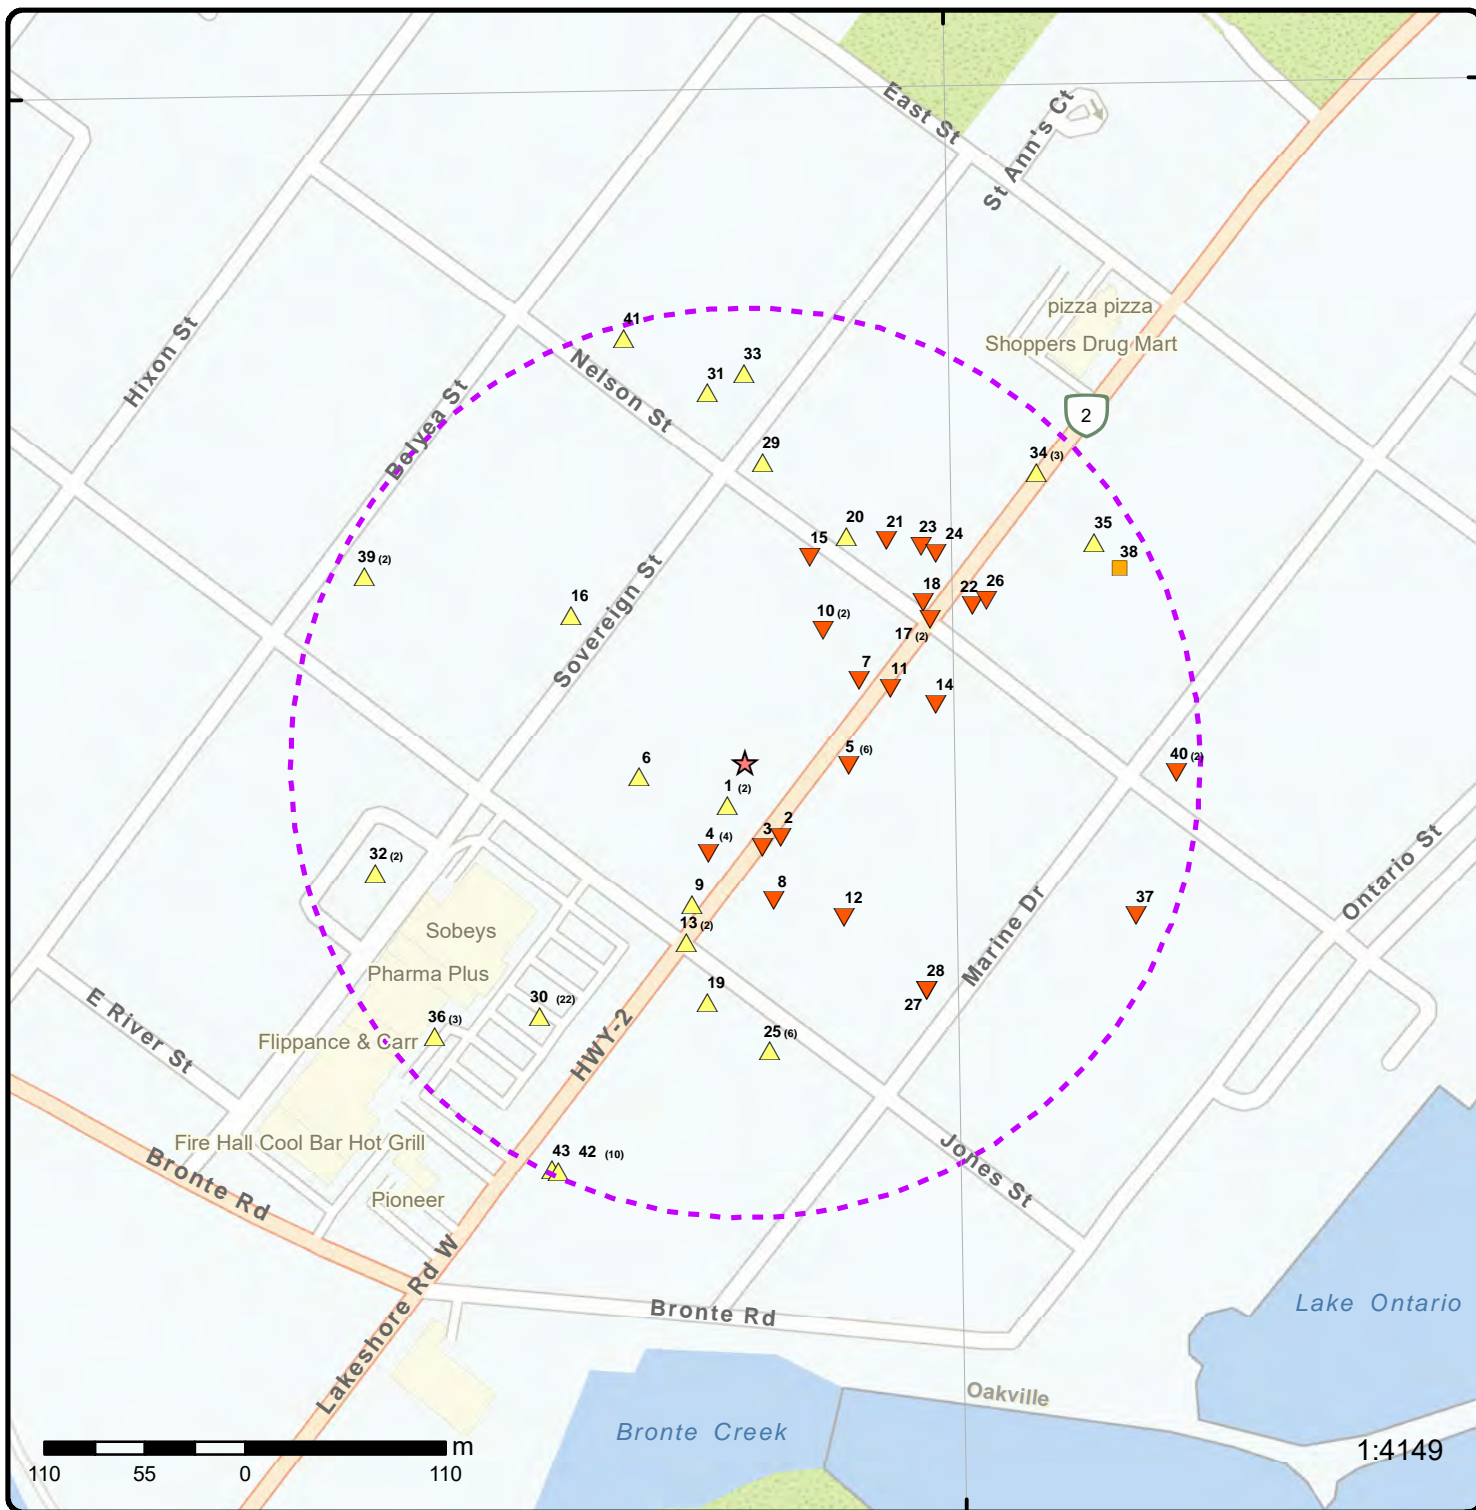 East St
St Ann's Ct
pizza pizza
Shoppers Drug Mart
2
Hixon St
Belyea St
Nelson St
41
33
31
29
34 (3)
35
38
20
21
23
24
15
39 (2)
16
Sovereign St
18
22
26
10 (2)
17 (2)
7
11
14
6
5 (6)
40 (2)
1 (2)
2
3
4 (4)
32 (2)
8
9
12
37
13 (2)
Ontario St
Marine Dr
Sobeys
Pharma Plus
28
27
19
30 (22)
36 (3)
25 (6)
E River St
Flippance & Carr
HWY-2
Fire Hall Cool Bar Hot Grill
43 42 (10)
Jones St
Bronte Rd
Pioneer
Lakeshore Rd W
Bronte Rd
Lake Ontario
Oakville
Bronte Creek
m
110 55 0 110
1:4149